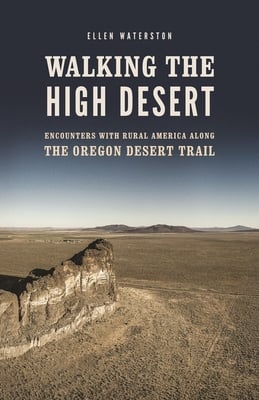 ELLEN WATERSTON
WALKING THE
HIGH DESERT
ENCOUNTERS WITH RURAL AMERICA ALONG
THE OREGON DESERT TRAIL